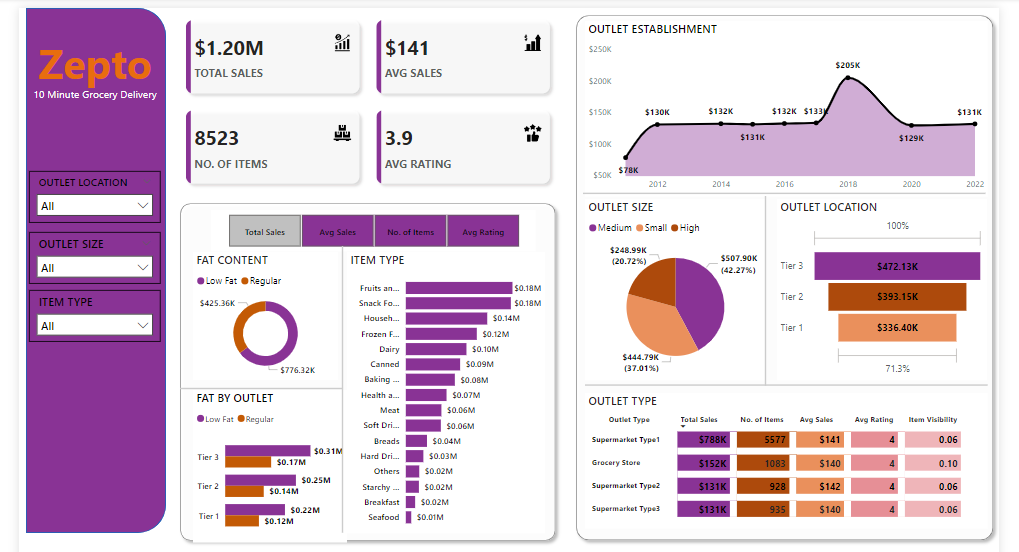 Zepto
10 Minute Grocery Delivery
OUTLET LOCATION
All
OUTLET SIZE
All
ITEM TYPE
All
$1.20M
TOTAL SALES
$141
AVG SALES
8523
NO. OF ITEMS
3.9
AVG RATING
Total Sales Avg Sales No. of Items Avg Rating
FAT CONTENT
Low Fat Regular
$425.36K
$776.32K
FAT BY OUTLET
Low Fat Regular
Tier 3 $0.31M
$0.17M
Tier 2 $0.25M
$0.14M
Tier 1 $0.22M
$0.12M
ITEM TYPE
Fruits an... $0.18M
Snack Fo... $0.18M
Househ... $0.14M
Frozen F... $0.12M
Dairy $0.10M
Canned $0.09M
Baking ... $0.08M
Health a... $0.07M
Meat $0.06M
Soft Dri... $0.06M
Breads $0.04M
Hard Dri... $0.03M
Others $0.02M
Starchy ... $0.02M
Breakfast $0.02M
Seafood $0.01M
OUTLET ESTABLISHMENT
$250K
$200K
$150K
$100K
$50K
$78K $130K $132K $131K $132K $133K $205K $129K $131K
2012 2014 2016 2018 2020 2022
OUTLET SIZE
Medium Small High
$248.99K
(20.72%)
$507.90K
(42.27%)
$444.79K
(37.01%)
OUTLET LOCATION
100%
Tier 3 $472.13K
Tier 2 $393.15K
Tier 1 $336.40K
71.3%
OUTLET TYPE
Outlet Type Total Sales No. of Items Avg Sales Avg Rating Item Visibility
Supermarket Type1 $788K 5577 $141 4 0.06
Grocery Store $152K 1083 $140 4 0.10
Supermarket Type2 $131K 928 $142 4 0.06
Supermarket Type3 $131K 935 $140 4 0.06